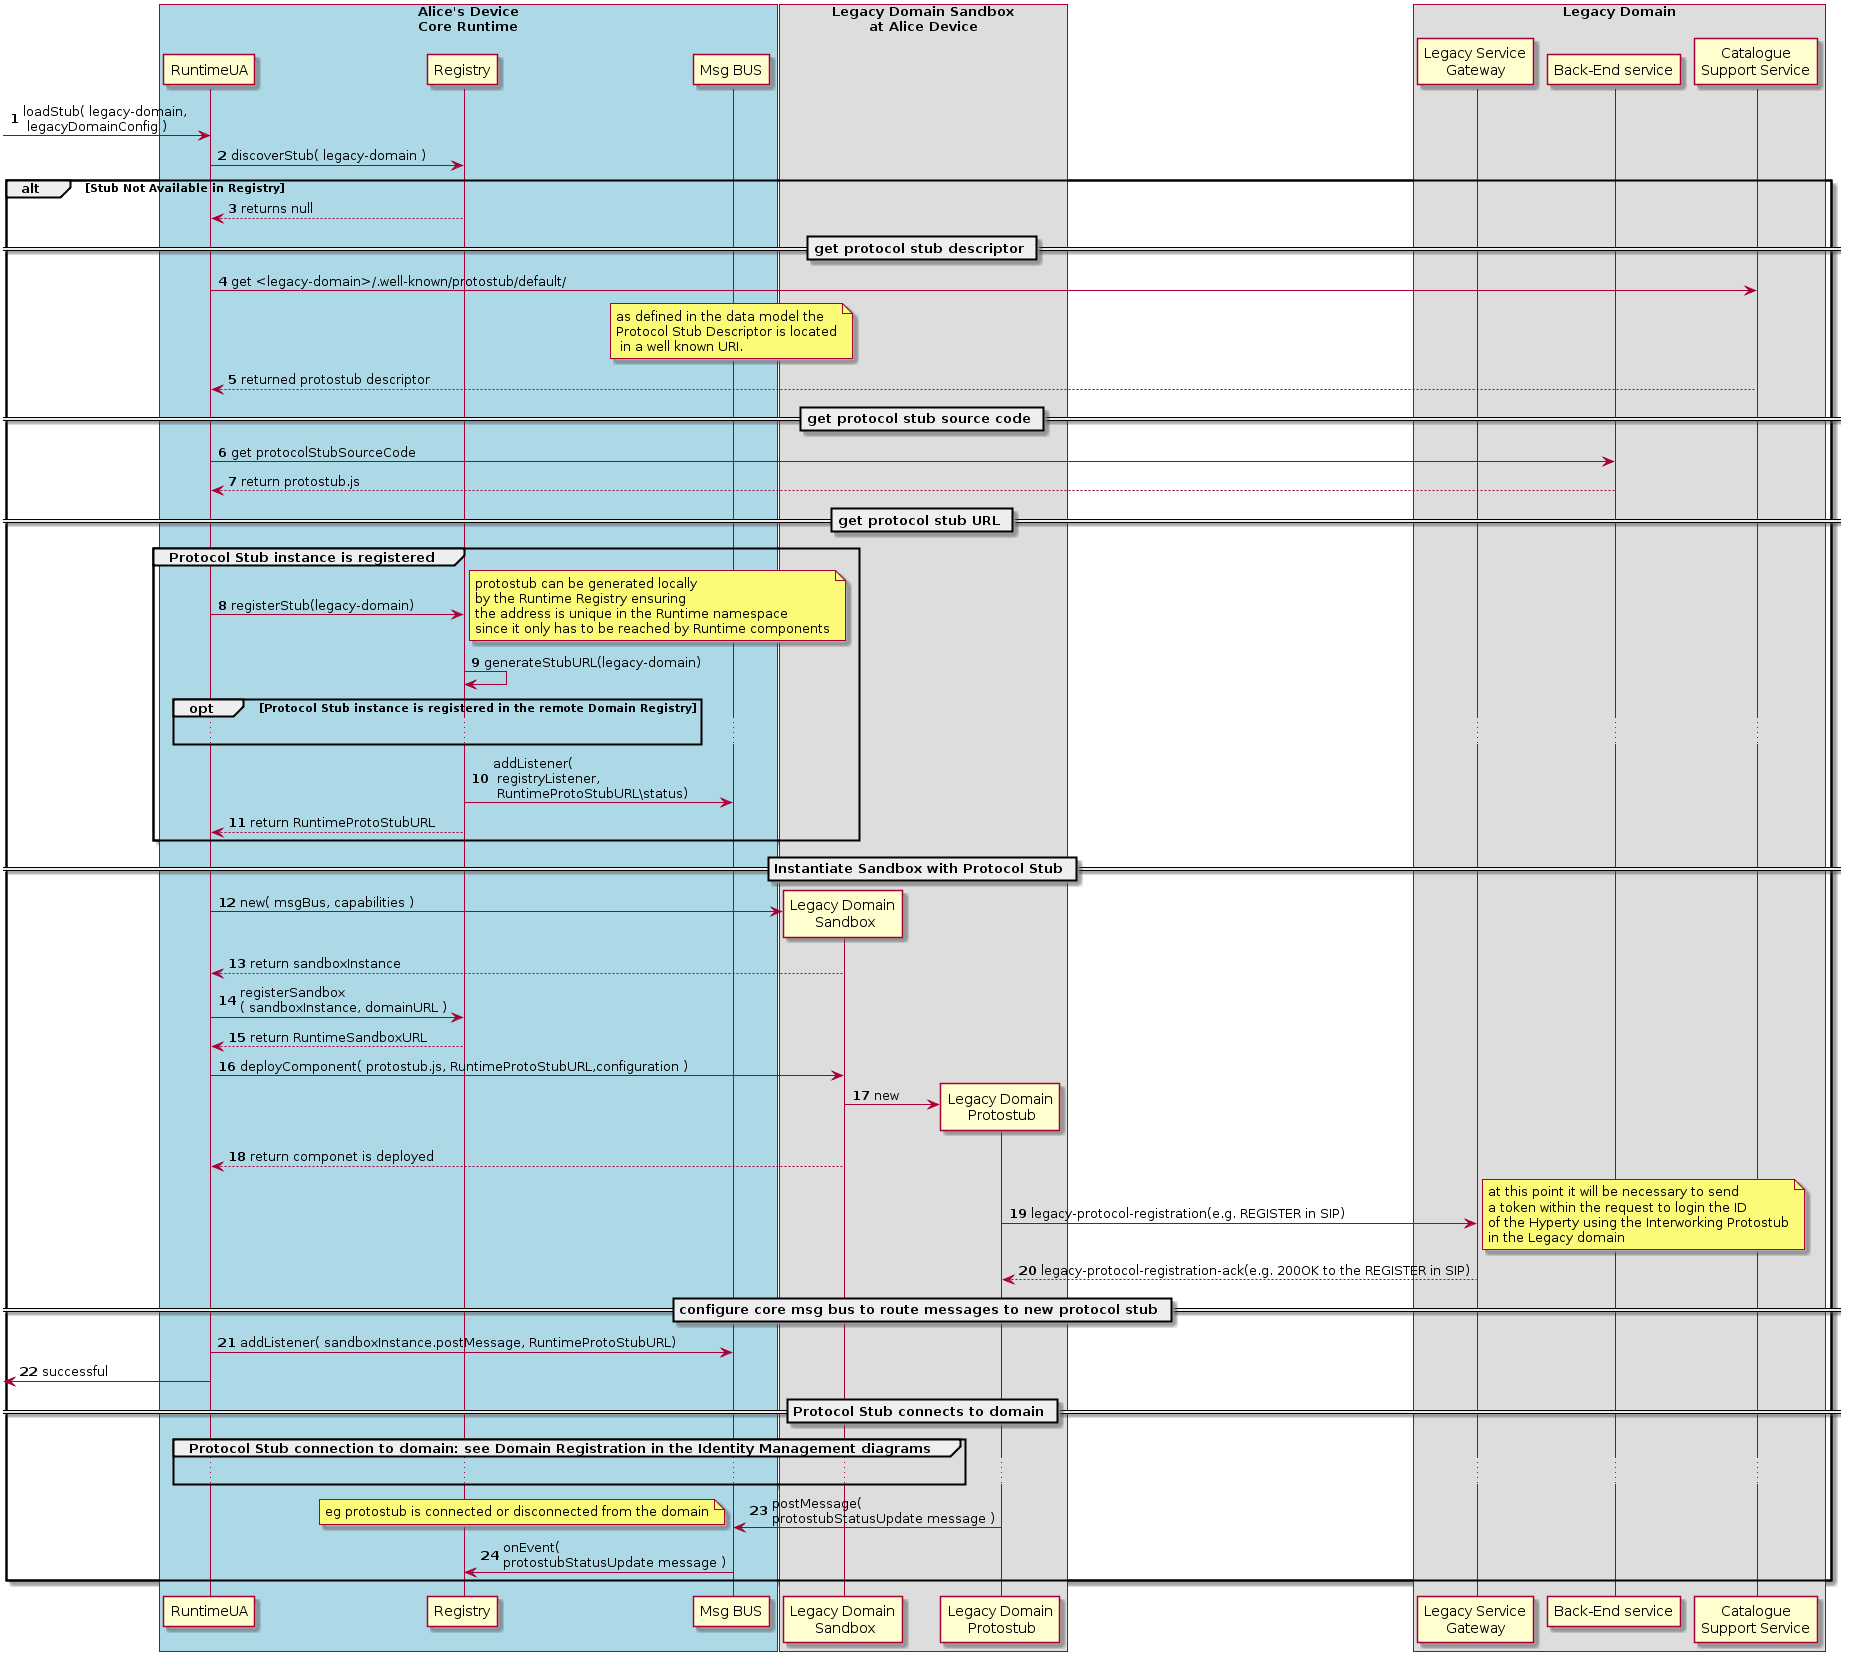 Alice's Device
Core Runtime
Legacy Domain Sandbox
at Alice Device
Legacy Domain
RuntimeUA
Registry
Msg BUS
Legacy Service
Gateway
Back-End service
Catalogue
Support Service
1 loadStub( legacy-domain,
legacyDomainConfig )
2 discoverStub( legacy-domain )
alt [Stub Not Available in Registry]
3 returns null
get protocol stub descriptor
4 get <legacy-domain>/.well-known/protostub/default/
as defined in the data model the
Protocol Stub Descriptor is located
in a well known URI.
5 returned protostub descriptor
get protocol stub source code
6 get protocolStubSourceCode
7 return protostub.js
get protocol stub URL
Protocol Stub instance is registered
protostub can be generated locally
by the Runtime Registry ensuring
the address is unique in the Runtime namespace
since it only has to be reached by Runtime components
8 registerStub(legacy-domain)
9 generateStubURL(legacy-domain)
opt [Protocol Stub instance is registered in the remote Domain Registry]
10 addListener(
registryListener,
RuntimeProtoStubURL\status)
11 return RuntimeProtoStubURL
Instantiate Sandbox with Protocol Stub
12 new( msgBus, capabilities )
Legacy Domain
Sandbox
13 return sandboxInstance
14 registerSandbox
( sandboxInstance, domainURL )
15 return RuntimeSandboxURL
16 deployComponent( protostub.js, RuntimeProtoStubURL,configuration )
17 new
Legacy Domain
Protostub
18 return componet is deployed
at this point it will be necessary to send
a token within the request to login the ID
of the Hyperty using the Interworking Protostub
in the Legacy domain
19 legacy-protocol-registration(e.g. REGISTER in SIP)
20 legacy-protocol-registration-ack(e.g. 200OK to the REGISTER in SIP)
configure core msg bus to route messages to new protocol stub
21 addListener( sandboxInstance.postMessage, RuntimeProtoStubURL)
22 successful
Protocol Stub connects to domain
Protocol Stub connection to domain: see Domain Registration in the Identity Management diagrams
eg protostub is connected or disconnected from the domain
23 postMessage(
protostubStatusUpdate message )
24 onEvent(
protostubStatusUpdate message )
RuntimeUA
Registry
Msg BUS
Legacy Domain
Sandbox
Legacy Domain
Protostub
Legacy Service
Gateway
Back-End service
Catalogue
Support Service